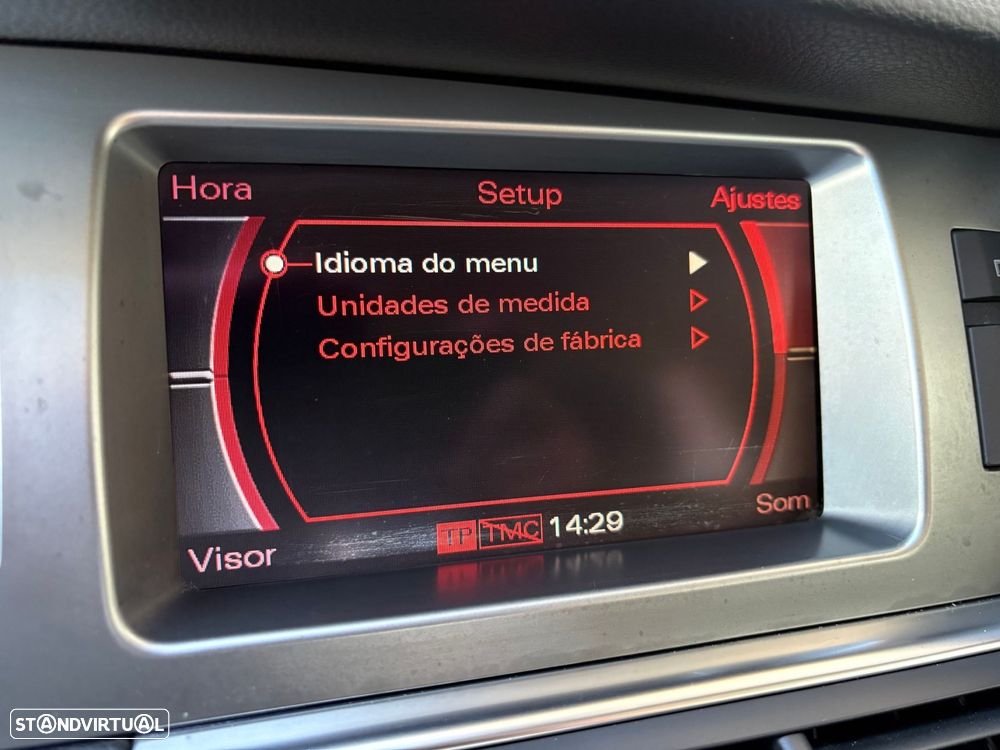 Hora
Setup
Ajustes
Idioma do menu
Unidades de medida
Configurações de fábrica
Som
TP TMC 14:29
Visor
STANDVIRTUAL